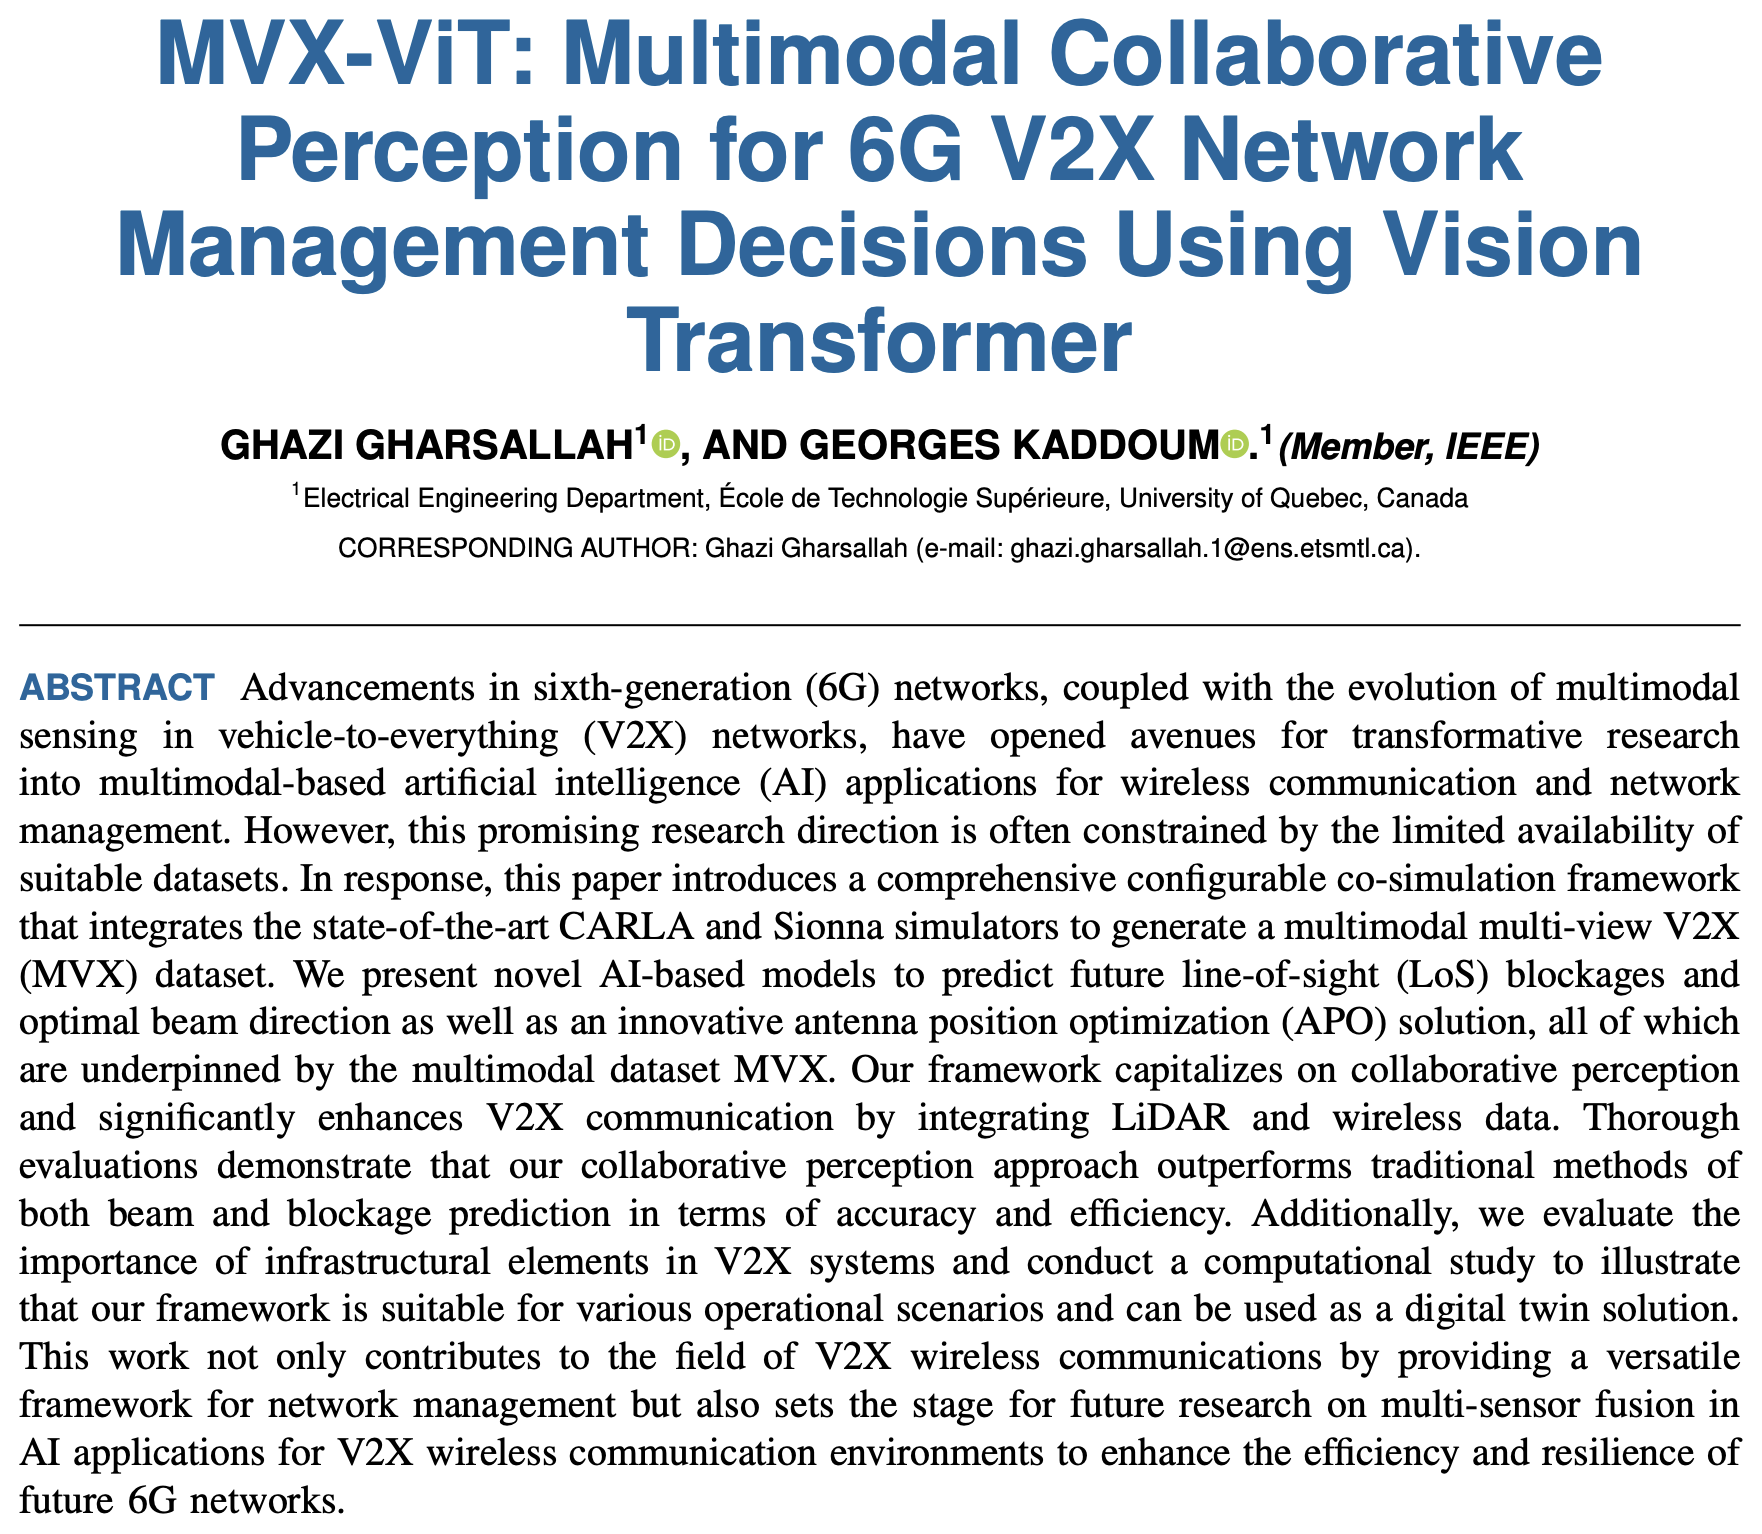 MVX-ViT: Multimodal Collaborative
Perception for 6G V2X Network
Management Decisions Using Vision
Transformer
GHAZI GHARSALLAH¹ iD, AND GEORGES KADDOUM iD.¹ (Member, IEEE)
¹Electrical Engineering Department, École de Technologie Supérieure, University of Quebec, Canada
CORRESPONDING AUTHOR: Ghazi Gharsallah (e-mail: ghazi.gharsallah.1@ens.etsmtl.ca).
ABSTRACT Advancements in sixth-generation (6G) networks, coupled with the evolution of multimodal
sensing in vehicle-to-everything (V2X) networks, have opened avenues for transformative research
into multimodal-based artificial intelligence (AI) applications for wireless communication and network
management. However, this promising research direction is often constrained by the limited availability of
suitable datasets. In response, this paper introduces a comprehensive configurable co-simulation framework
that integrates the state-of-the-art CARLA and Sionna simulators to generate a multimodal multi-view V2X
(MVX) dataset. We present novel AI-based models to predict future line-of-sight (LoS) blockages and
optimal beam direction as well as an innovative antenna position optimization (APO) solution, all of which
are underpinned by the multimodal dataset MVX. Our framework capitalizes on collaborative perception
and significantly enhances V2X communication by integrating LiDAR and wireless data. Thorough
evaluations demonstrate that our collaborative perception approach outperforms traditional methods of
both beam and blockage prediction in terms of accuracy and efficiency. Additionally, we evaluate the
importance of infrastructural elements in V2X systems and conduct a computational study to illustrate
that our framework is suitable for various operational scenarios and can be used as a digital twin solution.
This work not only contributes to the field of V2X wireless communications by providing a versatile
framework for network management but also sets the stage for future research on multi-sensor fusion in
AI applications for V2X wireless communication environments to enhance the efficiency and resilience of
future 6G networks.